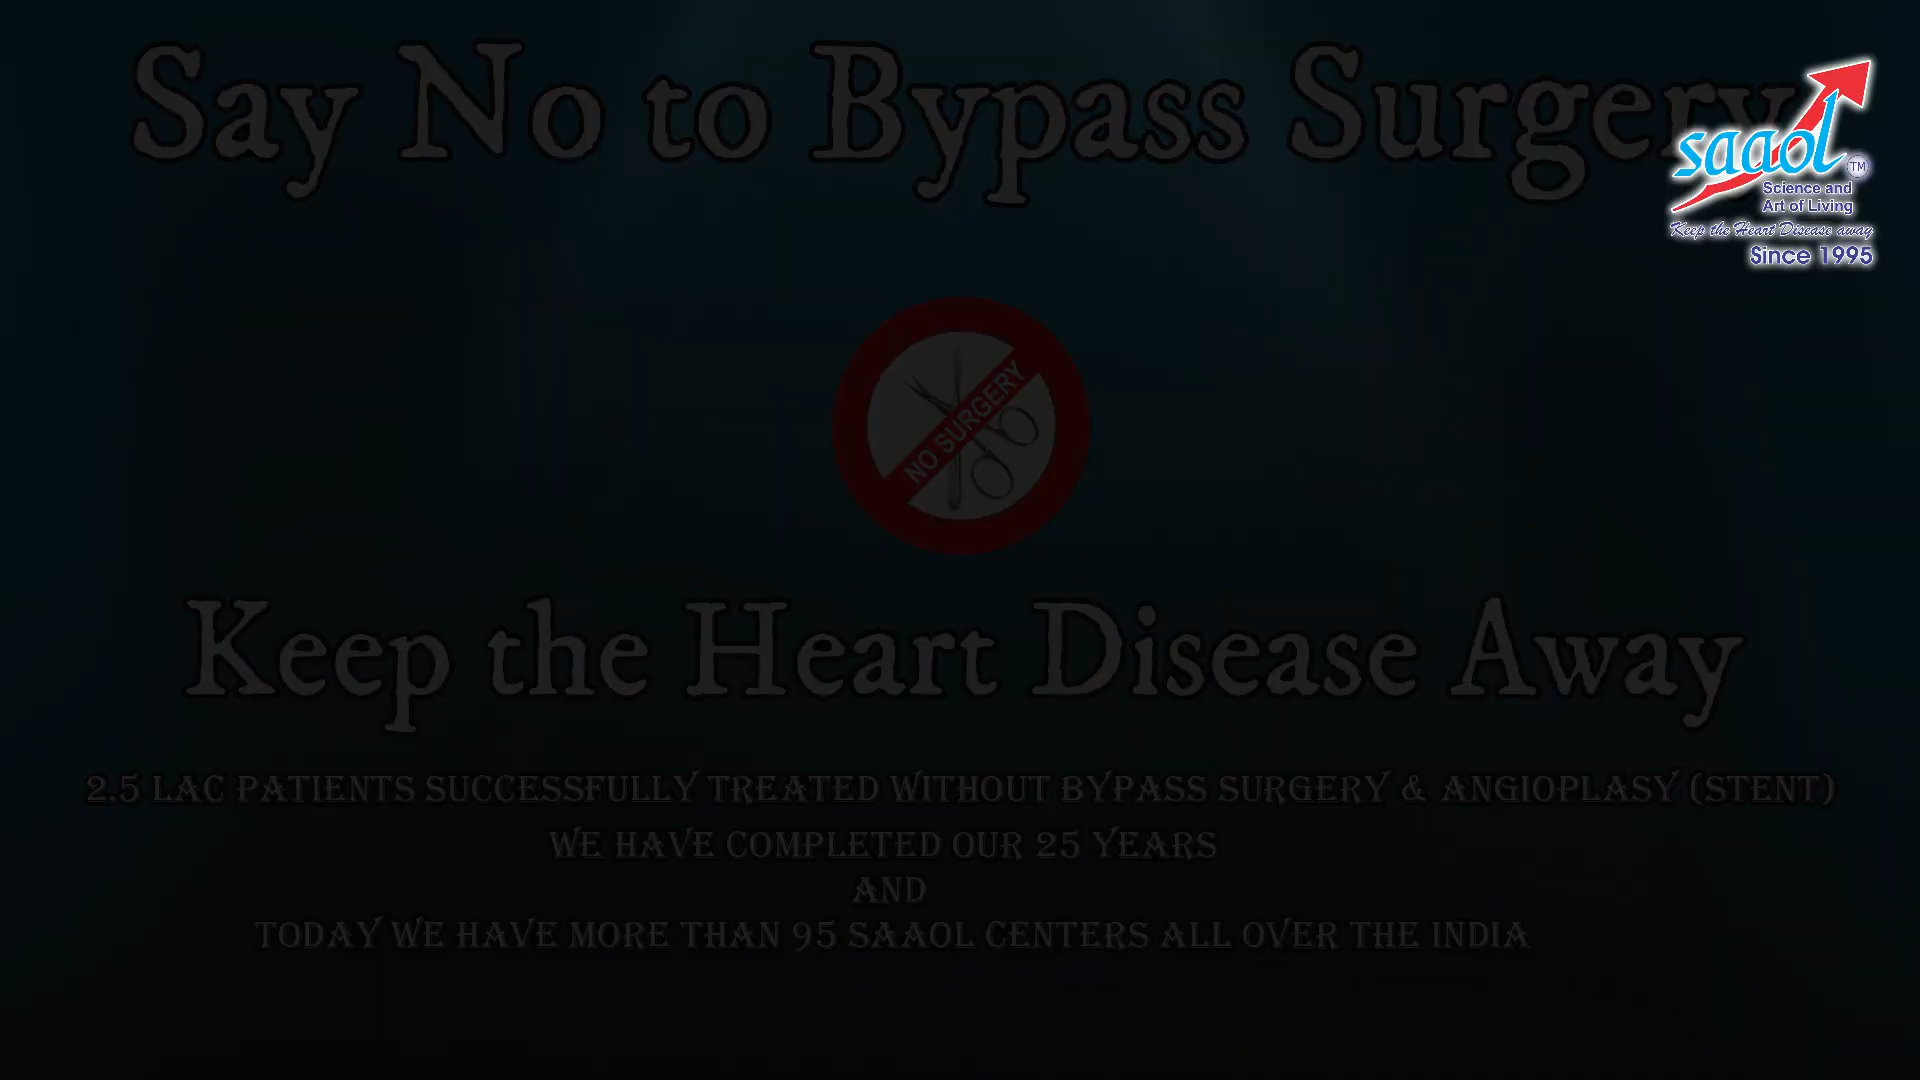 Say No to Bypass Surgery
saaol
TM
Science and
Art of Living
Keep the Heart Disease away
Since 1995
NO SURGERY
Keep the Heart Disease Away
2.5 LAC PATIENTS SUCCESSFULLY TREATED WITHOUT BYPASS SURGERY & ANGIOPLASY (STENT)
WE HAVE COMPLETED OUR 25 YEARS
AND
TODAY WE HAVE MORE THAN 95 SAAOL CENTERS ALL OVER THE INDIA